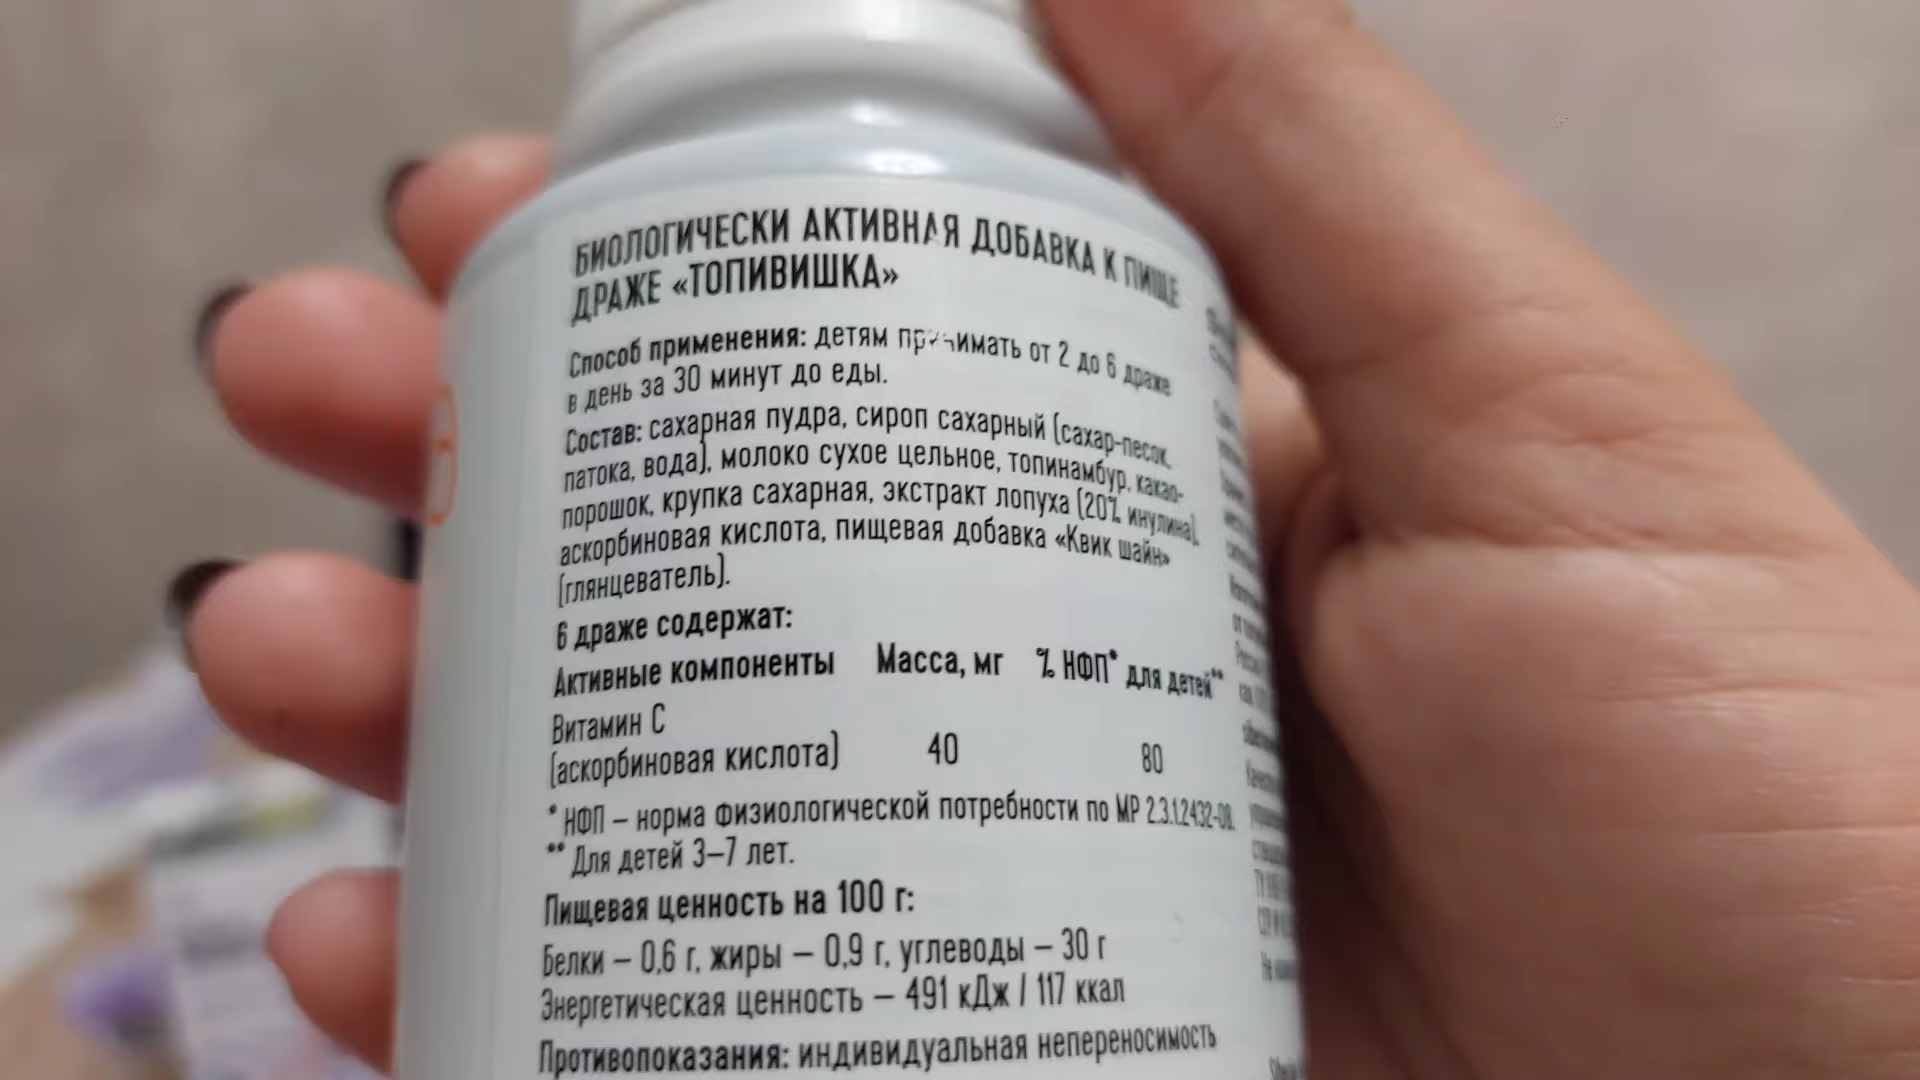 БИОЛОГИЧЕСКИ АКТИВНАЯ ДОБАВКА К ПИЩЕ
ДРАЖЕ «ТОПИВИШКА»
Способ применения: детям принимать от 2 до 6 драже
в день за 30 минут до еды.
Состав: сахарная пудра, сироп сахарный (сахар-песок,
патока, вода), молоко сухое цельное, топинамбур, какао-
порошок, крупка сахарная, экстракт лопуха (20% инулина),
аскорбиновая кислота, пищевая добавка «Квик шайн»
(глянцеватель).
6 драже содержат:
Активные компоненты Масса, мг % НФП* для детей**
Витамин С
(аскорбиновая кислота) 40 80
* НФП – норма физиологической потребности по МР 2.3.1.2432-08.
** Для детей 3–7 лет.
Пищевая ценность на 100 г:
Белки – 0,6 г, жиры – 0,9 г, углеводы – 30 г
Энергетическая ценность – 491 кДж / 117 ккал
Противопоказания: индивидуальная непереносимость